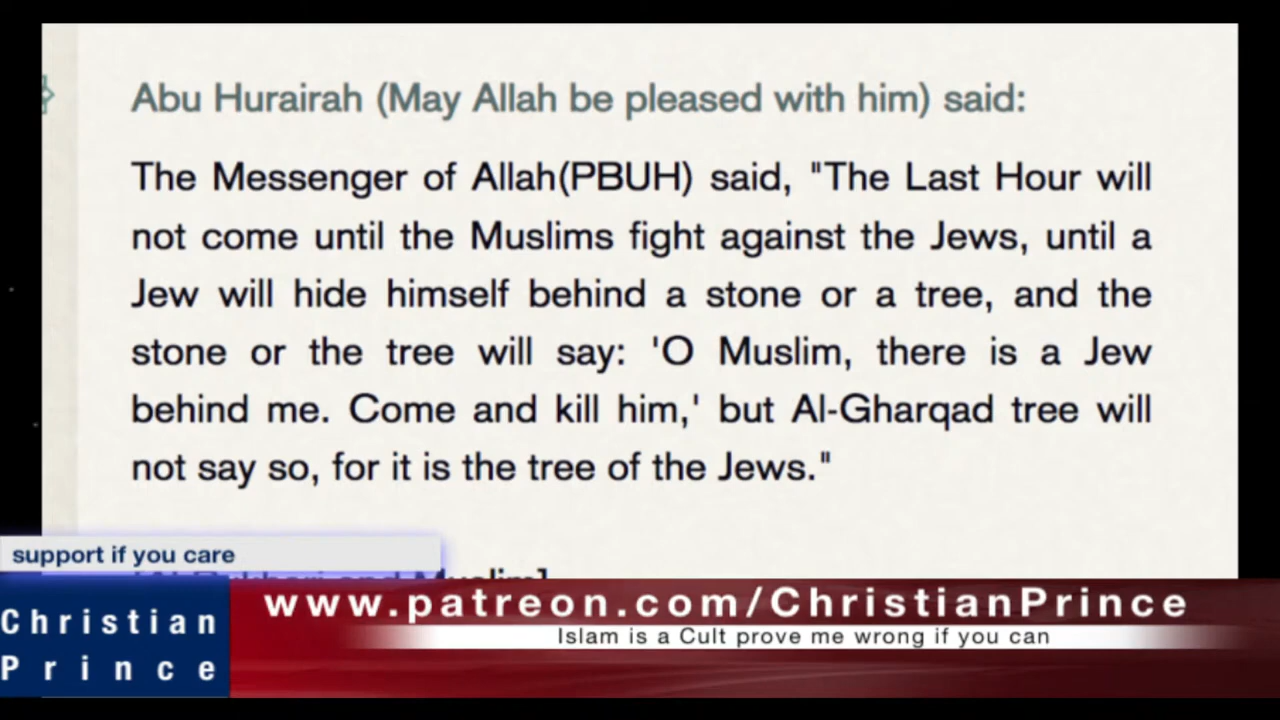 Abu Hurairah (May Allah be pleased with him) said:
The Messenger of Allah(PBUH) said, "The Last Hour will
not come until the Muslims fight against the Jews, until a
Jew will hide himself behind a stone or a tree, and the
stone or the tree will say: 'O Muslim, there is a Jew
behind me. Come and kill him,' but Al-Gharqad tree will
not say so, for it is the tree of the Jews."
support if you care
and Muslim]
www.patreon.com/ChristianPrince
Islam is a Cult prove me wrong if you can
Christian
Prince